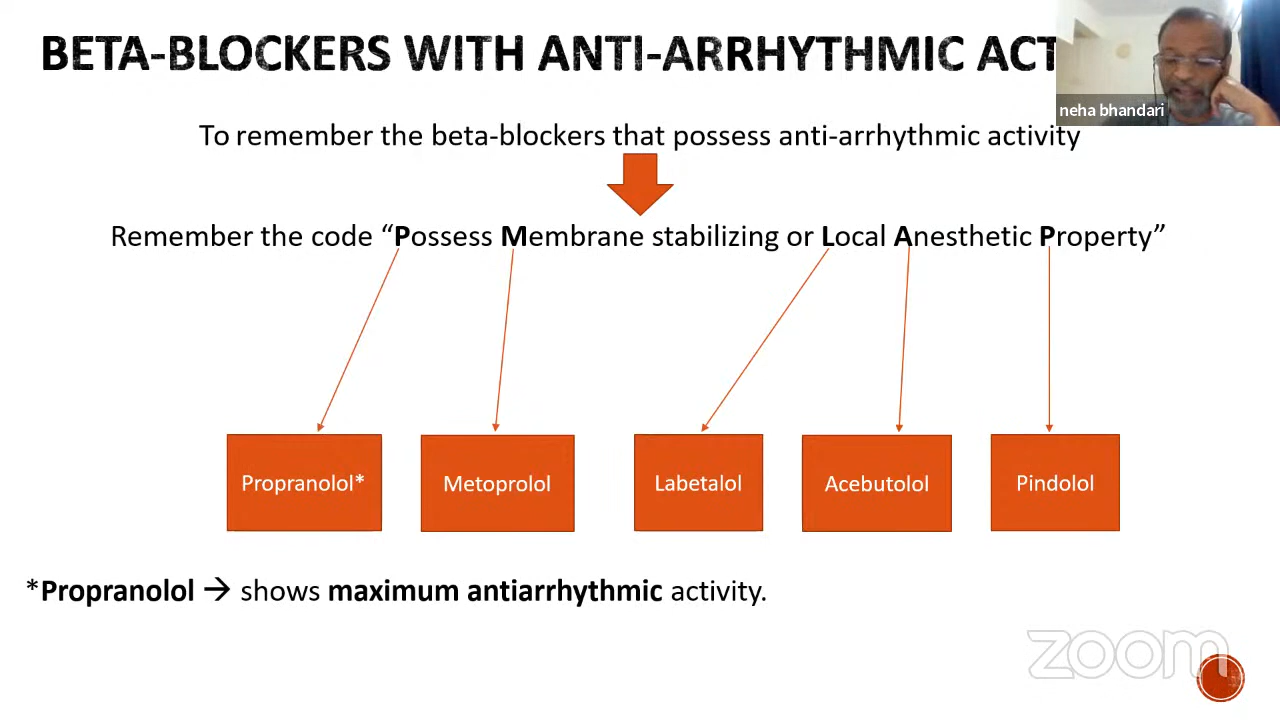 BETA-BLOCKERS WITH ANTI-ARRHYTHMIC ACT
neha bhandari
To remember the beta-blockers that possess anti-arrhythmic activity
Remember the code “Possess Membrane stabilizing or Local Anesthetic Property”
Propranolol*
Metoprolol
Labetalol
Acebutolol
Pindolol
*Propranolol → shows maximum antiarrhythmic activity.
zoom